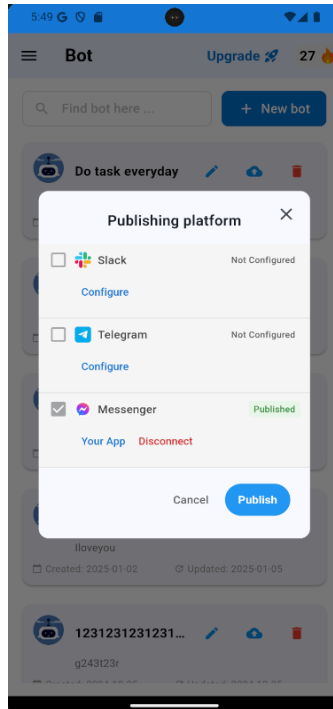 5:49 G
Bot
Upgrade
27
Find bot here ...
+ New bot
Do task everyday
Publishing platform
Slack
Not Configured
Configure
Telegram
Not Configured
Configure
Messenger
Published
Your App Disconnect
Cancel
Publish
Iloveyou
Created: 2025-01-02
Updated: 2025-01-05
1231231231231...
g243t23r